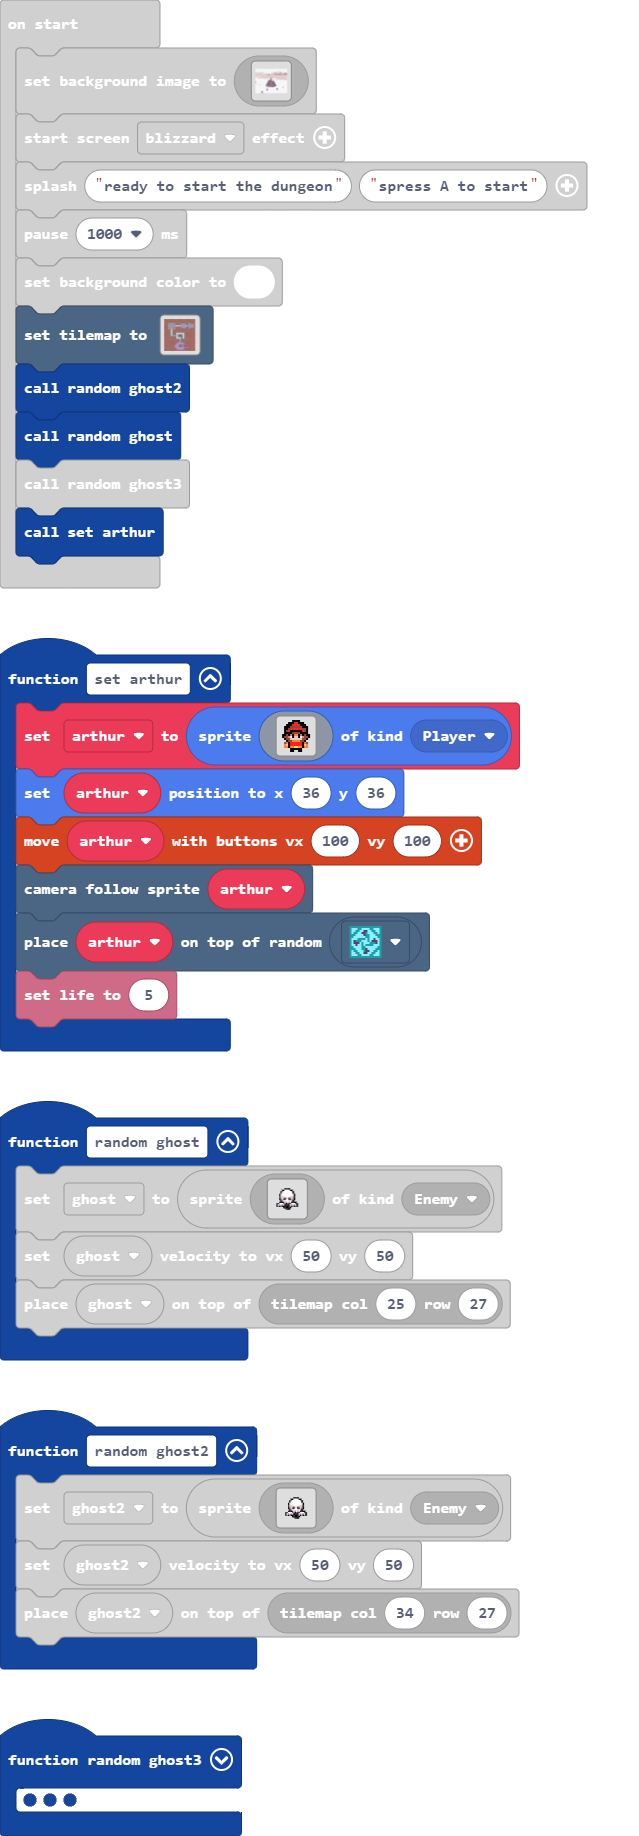 on start
set background image to
start screen blizzard effect
splash "ready to start the dungeon" "spress A to start"
pause 1000 ms
set background color to
set tilemap to
call random ghost2
call random ghost
call random ghost3
call set arthur
function set arthur
set arthur to sprite of kind Player
set arthur position to x 36 y 36
move arthur with buttons vx 100 vy 100
camera follow sprite arthur
place arthur on top of random
set life to 5
function random ghost
set ghost to sprite of kind Enemy
set ghost velocity to vx 50 vy 50
place ghost on top of tilemap col 25 row 27
function random ghost2
set ghost2 to sprite of kind Enemy
set ghost2 velocity to vx 50 vy 50
place ghost2 on top of tilemap col 34 row 27
function random ghost3